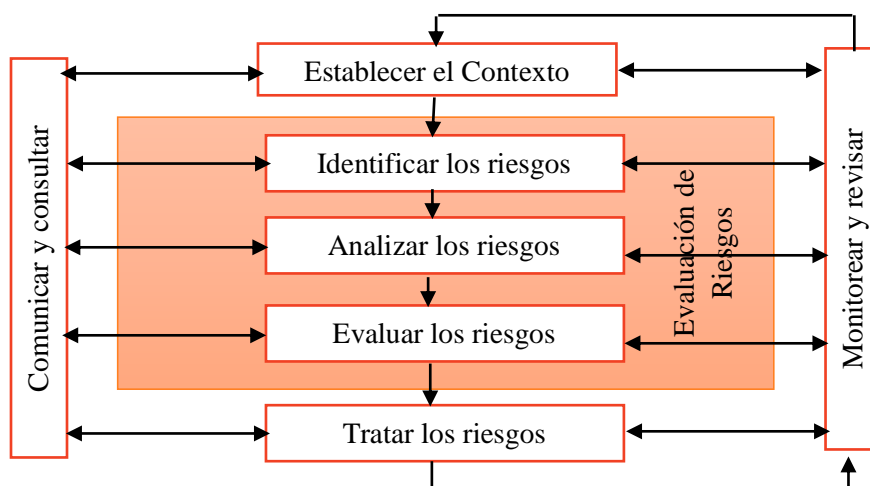 Establecer el Contexto
Identificar los riesgos
Analizar los riesgos
Evaluar los riesgos
Tratar los riesgos
Comunicar y consultar
Evaluación de
Riesgos
Monitorear y revisar